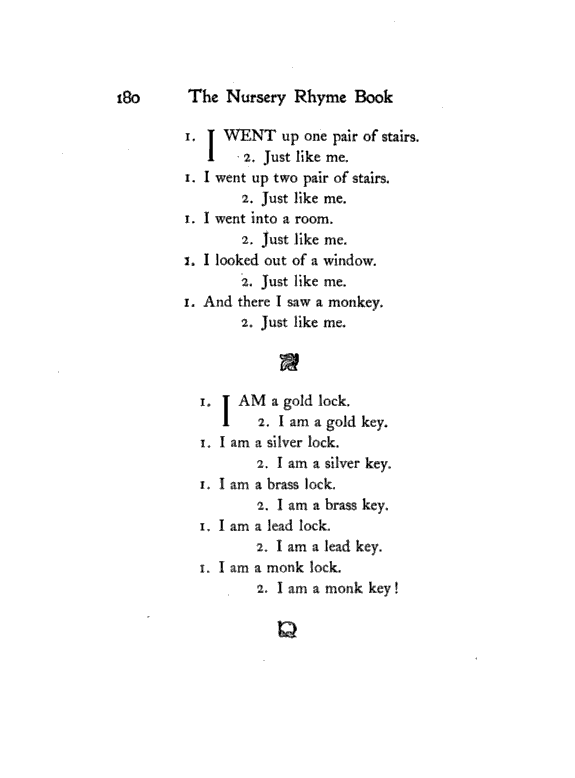 180 The Nursery Rhyme Book
1. I WENT up one pair of stairs.
2. Just like me.
1. I went up two pair of stairs.
2. Just like me.
1. I went into a room.
2. Just like me.
1. I looked out of a window.
2. Just like me.
1. And there I saw a monkey.
2. Just like me.
1. I AM a gold lock.
2. I am a gold key.
1. I am a silver lock.
2. I am a silver key.
1. I am a brass lock.
2. I am a brass key.
1. I am a lead lock.
2. I am a lead key.
1. I am a monk lock.
2. I am a monk key!